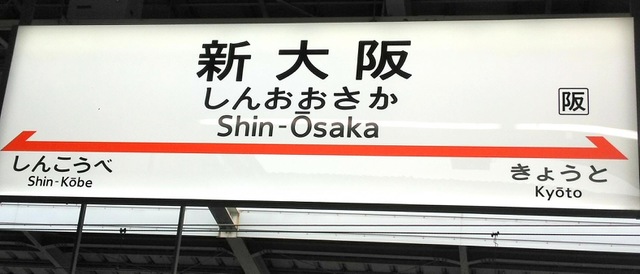 新大阪
しんおおさか
Shin-Ōsaka
阪
しんこうべ
Shin-Kōbe
きょうと
Kyōto